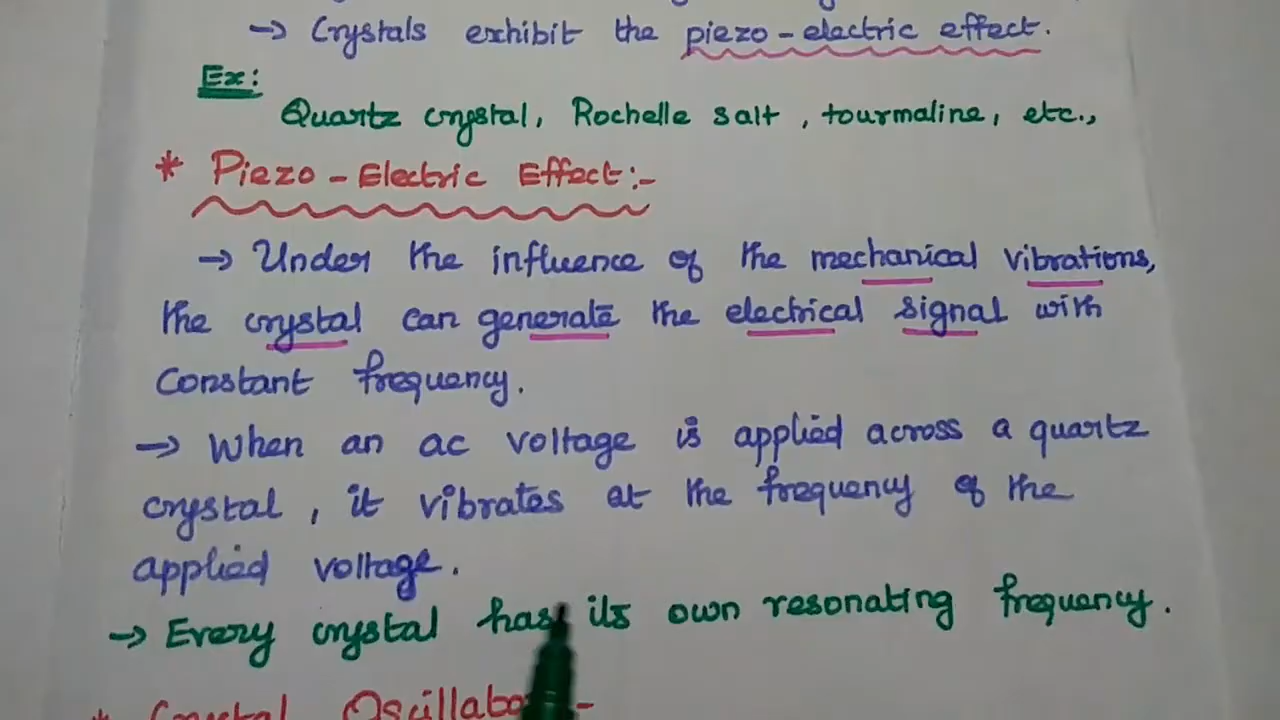 → Crystals exhibit the piezo-electric effect.
Ex:
Quartz crystal, Rochelle salt, tourmaline, etc.,
* Piezo-Electric Effect:-
→ Under the influence of the mechanical vibrations,
the crystal can generate the electrical signal with
Constant frequency.
→ When an ac voltage is applied across a quartz
crystal, it vibrates at the frequency of the
applied voltage.
→ Every crystal has its own resonating frequency.
* Crystal